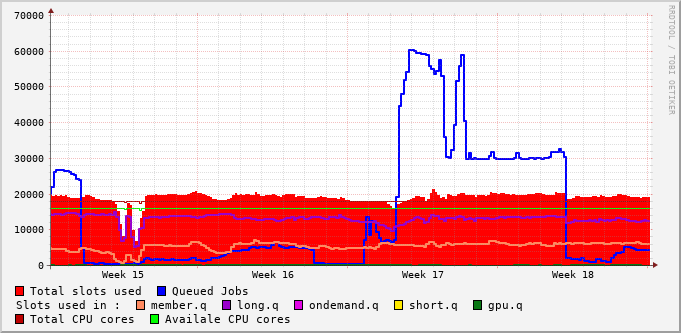 RRDTOOL / TOBI OETIKER
70000
60000
50000
40000
30000
20000
10000
0
Week 15 Week 16 Week 17 Week 18
Total slots used Queued Jobs
Slots used in : member.q long.q ondemand.q short.q gpu.q
Total CPU cores Availale CPU cores